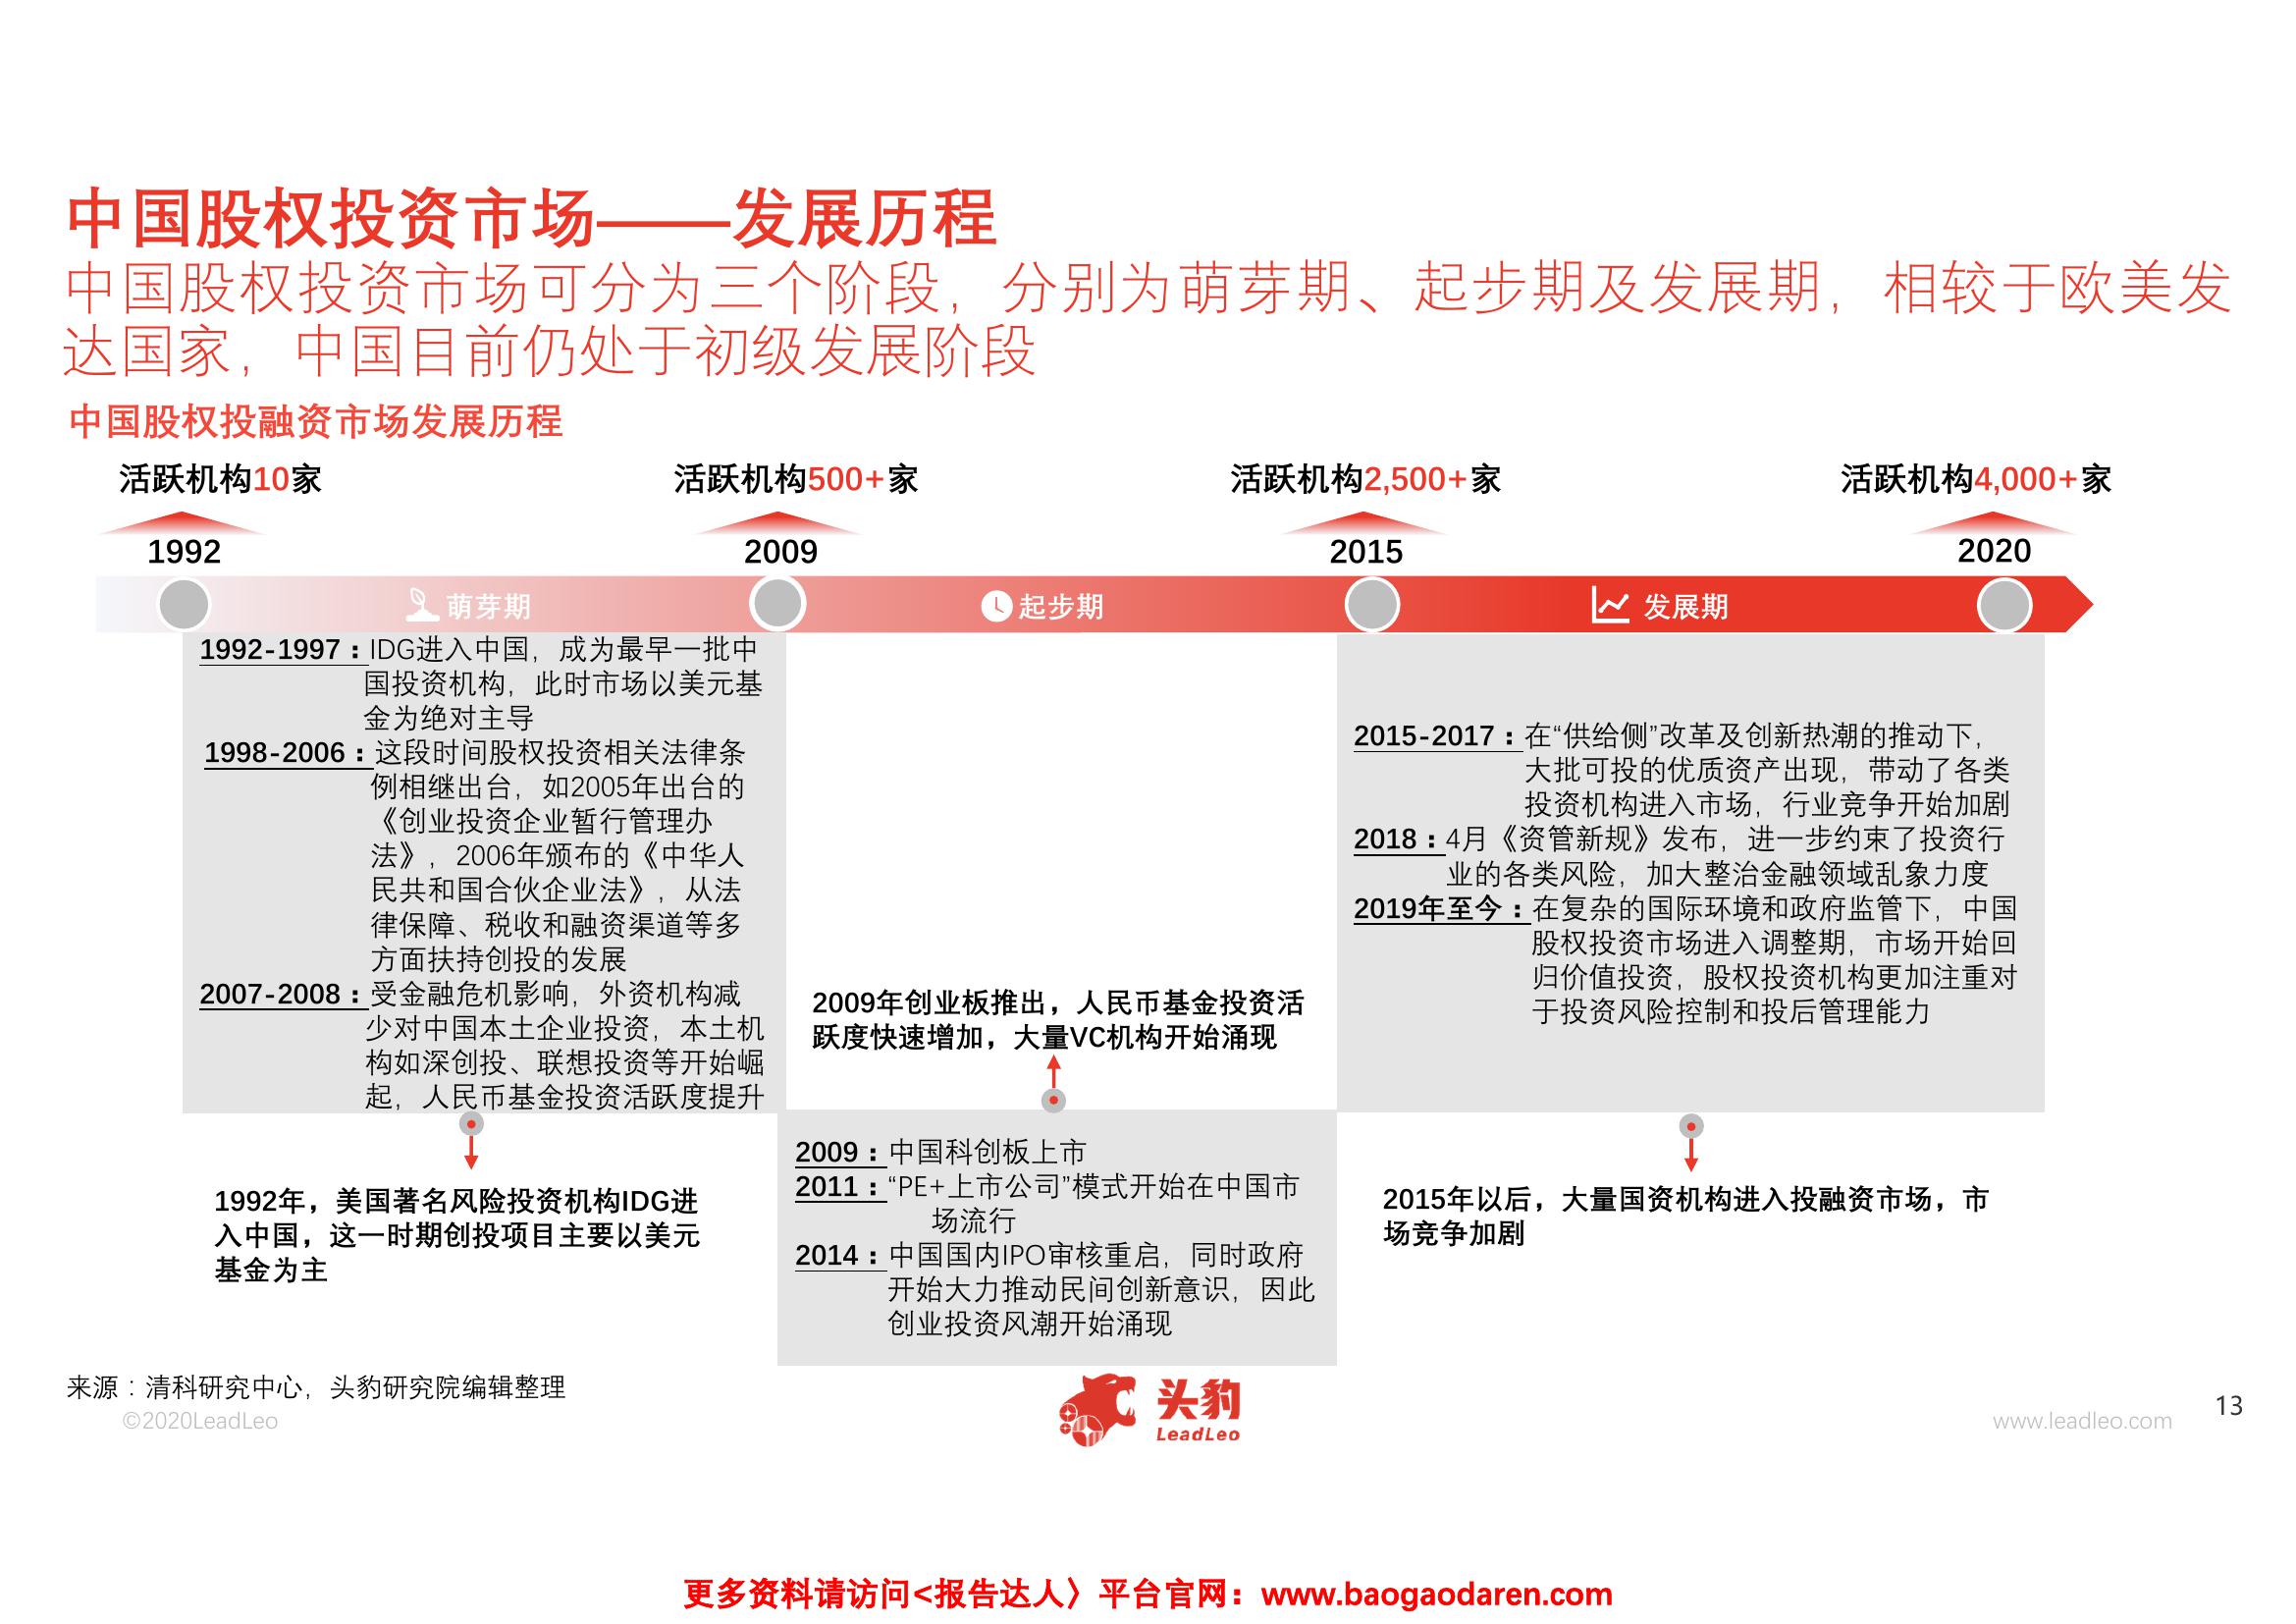 中国股权投资市场——发展历程
中国股权投资市场可分为三个阶段，分别为萌芽期、起步期及发展期，相较于欧美发
达国家，中国目前仍处于初级发展阶段
中国股权投融资市场发展历程
活跃机构10家
活跃机构500+家
活跃机构2,500+家
活跃机构4,000+家
1992
2009
2015
2020
萌芽期
起步期
发展期
1992-1997：IDG进入中国，成为最早一批中
国投资机构，此时市场以美元基
金为绝对主导
1998-2006：这段时间股权投资相关法律条
例相继出台，如2005年出台的
《创业投资企业暂行管理办
法》，2006年颁布的《中华人
民共和国合伙企业法》，从法
律保障、税收和融资渠道等多
方面扶持创投的发展
2007-2008：受金融危机影响，外资机构减
少对中国本土企业投资，本土机
构如深创投、联想投资等开始崛
起，人民币基金投资活跃度提升
1992年，美国著名风险投资机构IDG进
入中国，这一时期创投项目主要以美元
基金为主
2009年创业板推出，人民币基金投资活
跃度快速增加，大量VC机构开始涌现
2009：中国科创板上市
2011：“PE+上市公司”模式开始在中国市
场流行
2014：中国国内IPO审核重启，同时政府
开始大力推动民间创新意识，因此
创业投资风潮开始涌现
2015-2017：在“供给侧”改革及创新热潮的推动下，
大批可投的优质资产出现，带动了各类
投资机构进入市场，行业竞争开始加剧
2018：4月《资管新规》发布，进一步约束了投资行
业的各类风险，加大整治金融领域乱象力度
2019年至今：在复杂的国际环境和政府监管下，中国
股权投资市场进入调整期，市场开始回
归价值投资，股权投资机构更加注重对
于投资风险控制和投后管理能力
2015年以后，大量国资机构进入投融资市场，市
场竞争加剧
来源：清科研究中心，头豹研究院编辑整理
©2020LeadLeo
头豹
LeadLeo
www.leadleo.com
13
更多资料请访问<报告达人〉平台官网：www.baogaodaren.com